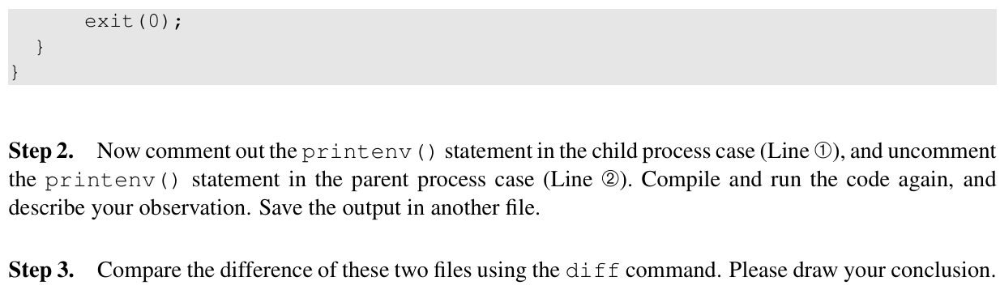 exit(0);
}
}
Step 2. Now comment out the printenv() statement in the child process case (Line ①), and uncomment
the printenv() statement in the parent process case (Line ②). Compile and run the code again, and
describe your observation. Save the output in another file.
Step 3. Compare the difference of these two files using the diff command. Please draw your conclusion.